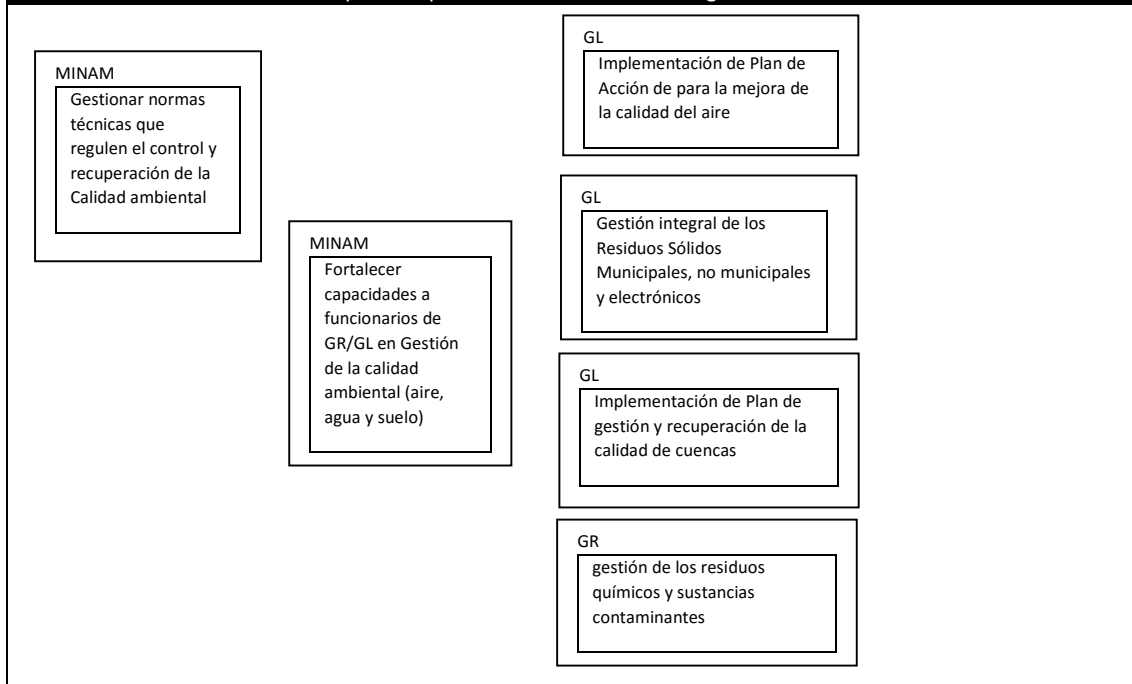 MINAM
Gestionar normas
técnicas que
regulen el control y
recuperación de la
Calidad ambiental
MINAM
Fortalecer
capacidades a
funcionarios de
GR/GL en Gestión
de la calidad
ambiental (aire,
agua y suelo)
GL
Implementación de Plan de
Acción de para la mejora de
la calidad del aire
GL
Gestión integral de los
Residuos Sólidos
Municipales, no municipales
y electrónicos
GL
Implementación de Plan de
gestión y recuperación de la
calidad de cuencas
GR
gestión de los residuos
químicos y sustancias
contaminantes